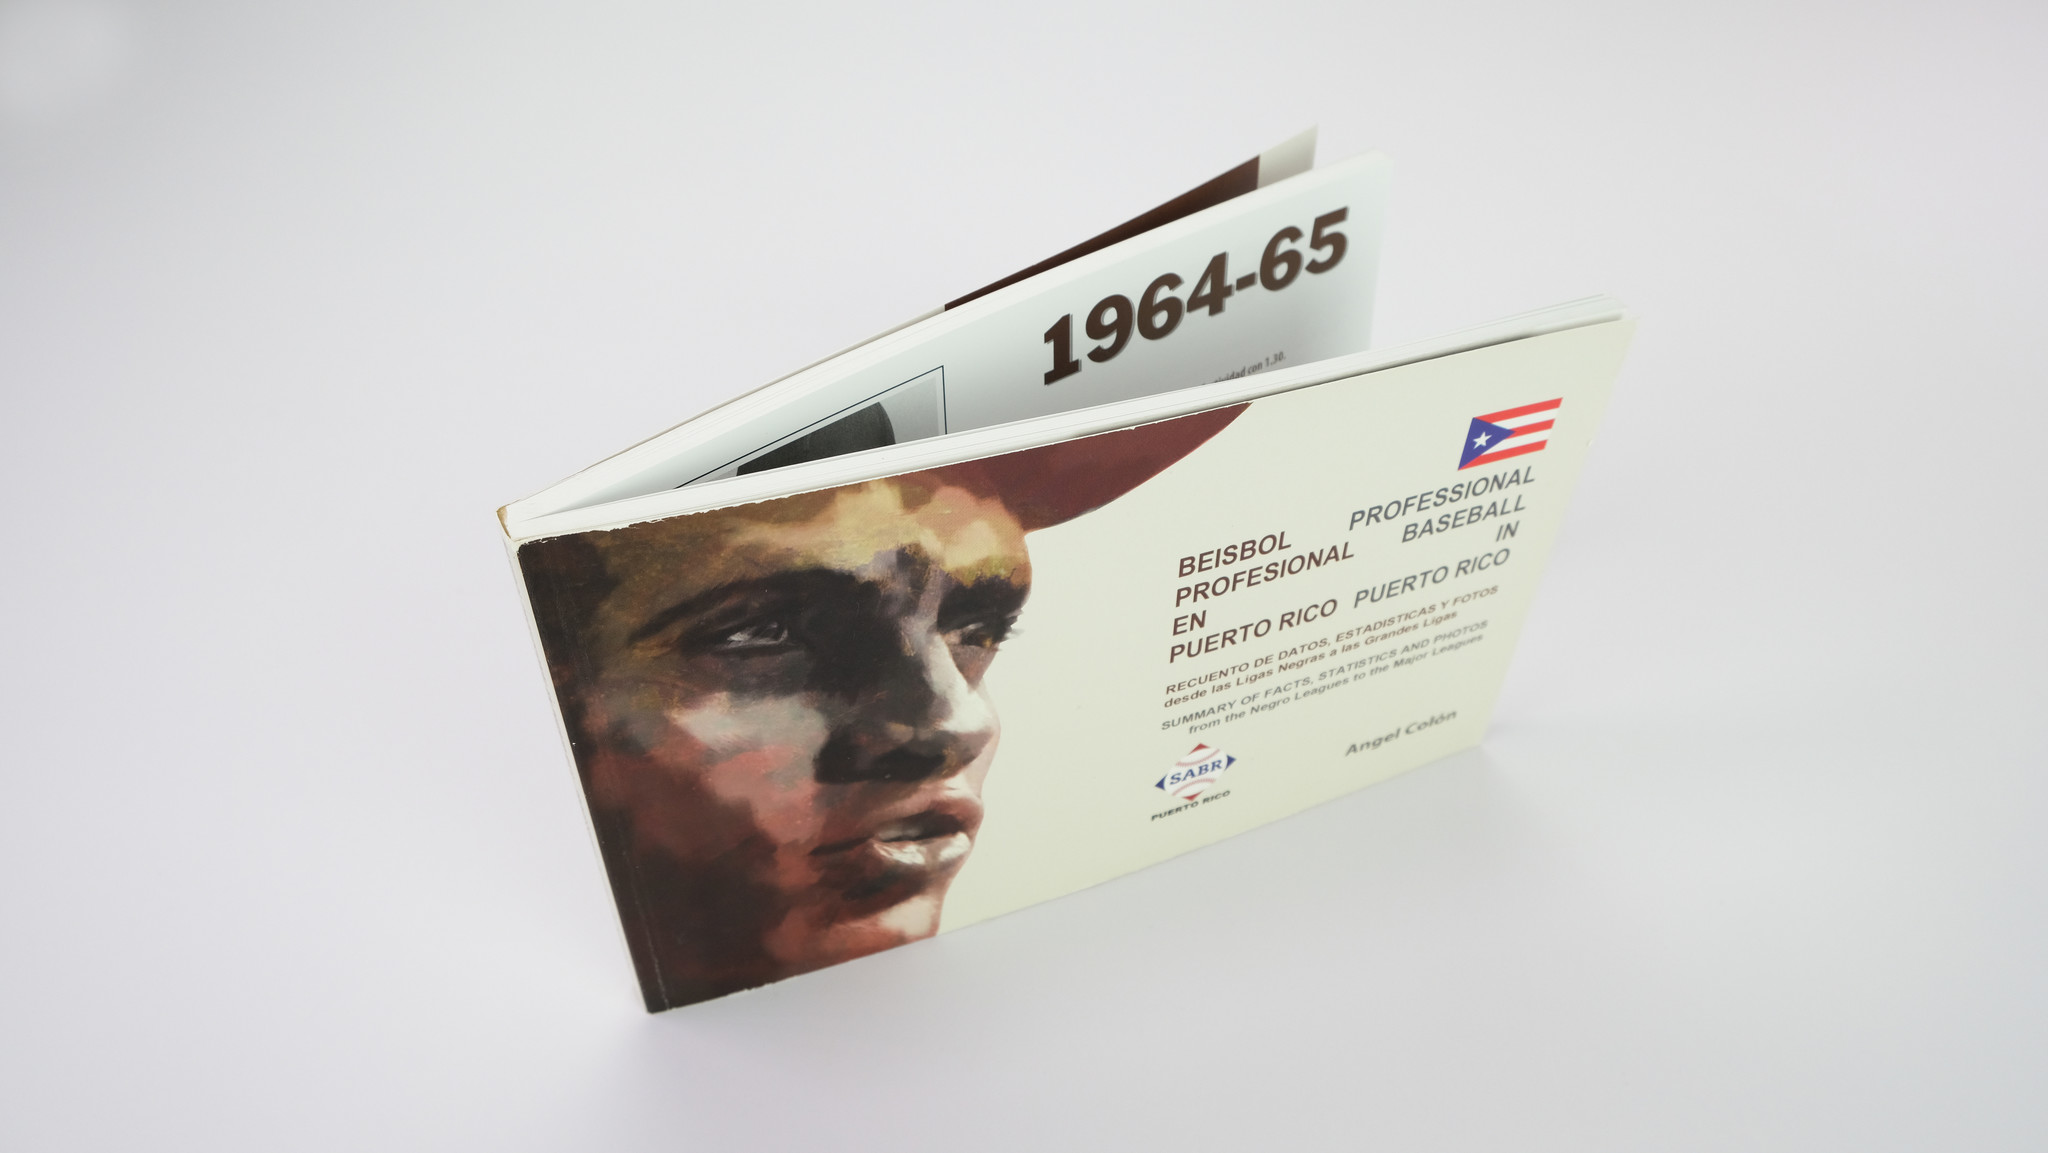 1964-65
con 1.30.
BEISBOL
PROFESIONAL
EN
PUERTO RICO
PROFESSIONAL
BASEBALL
IN
PUERTO RICO
RECUENTO DE DATOS, ESTADISTICAS Y FOTOS
desde las Ligas Negras a las Grandes Ligas
SUMMARY OF FACTS, STATISTICS AND PHOTOS
from the Negro Leagues to the Major Leagues
SABR
PUERTO RICO
Angel Colón